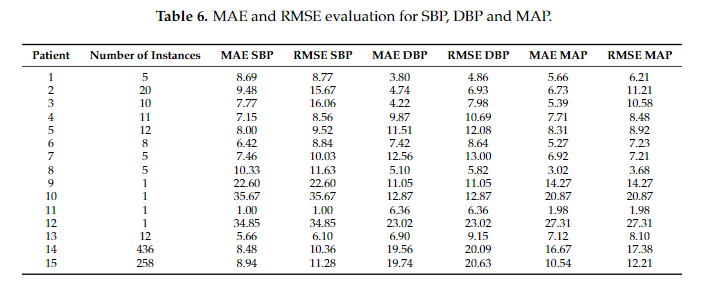 Table 6. MAE and RMSE evaluation for SBP, DBP and MAP.
Patient Number of Instances MAE SBP RMSE SBP MAE DBP RMSE DBP MAE MAP RMSE MAP
1 5 8.69 8.77 3.80 4.86 5.66 6.21
2 20 9.48 15.67 4.74 6.93 6.73 11.21
3 10 7.77 16.06 4.22 7.98 5.39 10.58
4 11 7.15 8.56 9.87 10.69 7.71 8.48
5 12 8.00 9.52 11.51 12.08 8.31 8.92
6 8 6.42 8.84 7.42 8.64 5.27 7.23
7 5 7.46 10.03 12.56 13.00 6.92 7.21
8 5 10.33 11.63 5.10 5.82 3.02 3.68
9 1 22.60 22.60 11.05 11.05 14.27 14.27
10 1 35.67 35.67 12.87 12.87 20.87 20.87
11 1 1.00 1.00 6.36 6.36 1.98 1.98
12 1 34.85 34.85 23.02 23.02 27.31 27.31
13 12 5.66 6.10 6.90 9.15 7.12 8.10
14 436 8.48 10.36 19.56 20.09 16.67 17.38
15 258 8.94 11.28 19.74 20.63 10.54 12.21